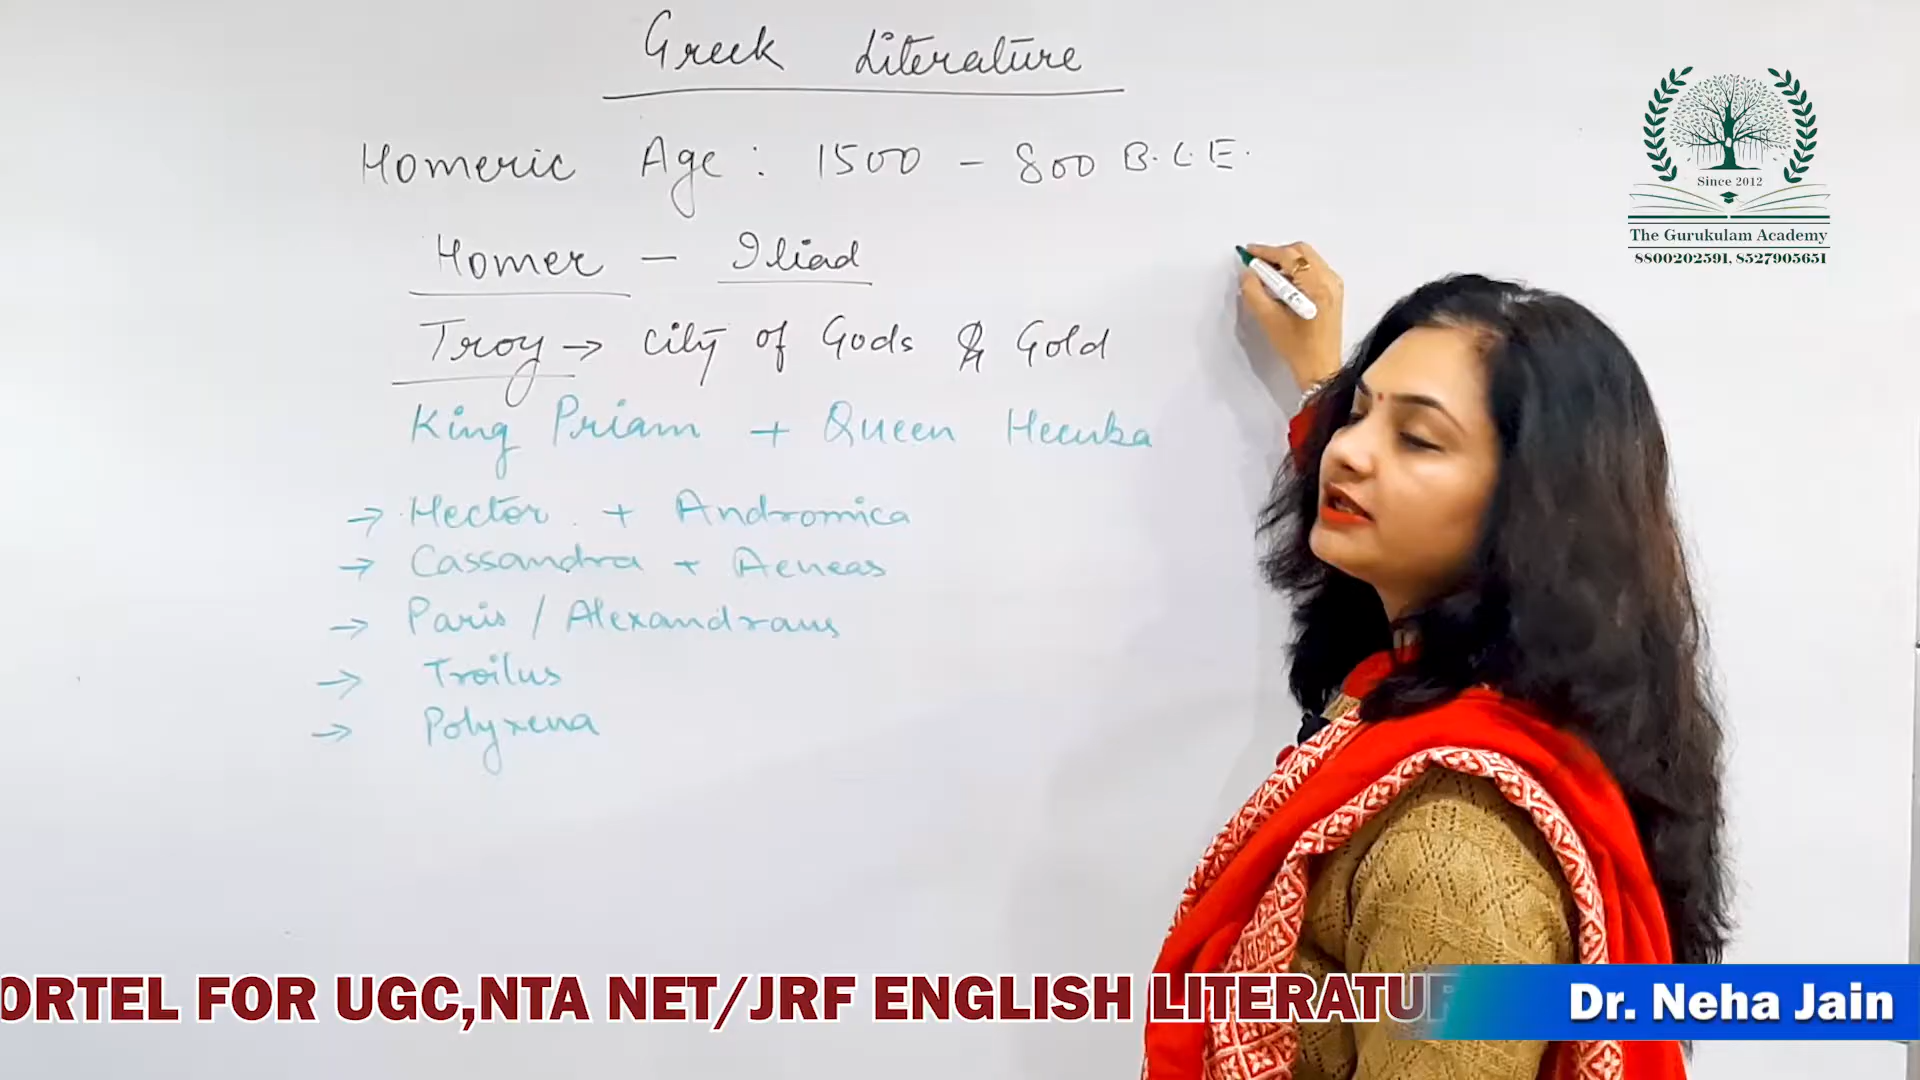 Greek Literature
Homeric Age : 1500 - 800 B.C.E.
Homer - Iliad
Troy → City of Gods & Gold
King Priam + Queen Hecuba
→ Hector + Andromica
→ Cassandra + Aeneas
→ Paris / Alexandraus
→ Troilus
→ Polyxena
Since 2012
The Gurukulam Academy
8800202591, 8527905651
ORTEL FOR UGC,NTA NET/JRF ENGLISH LITERATUR
Dr. Neha Jain